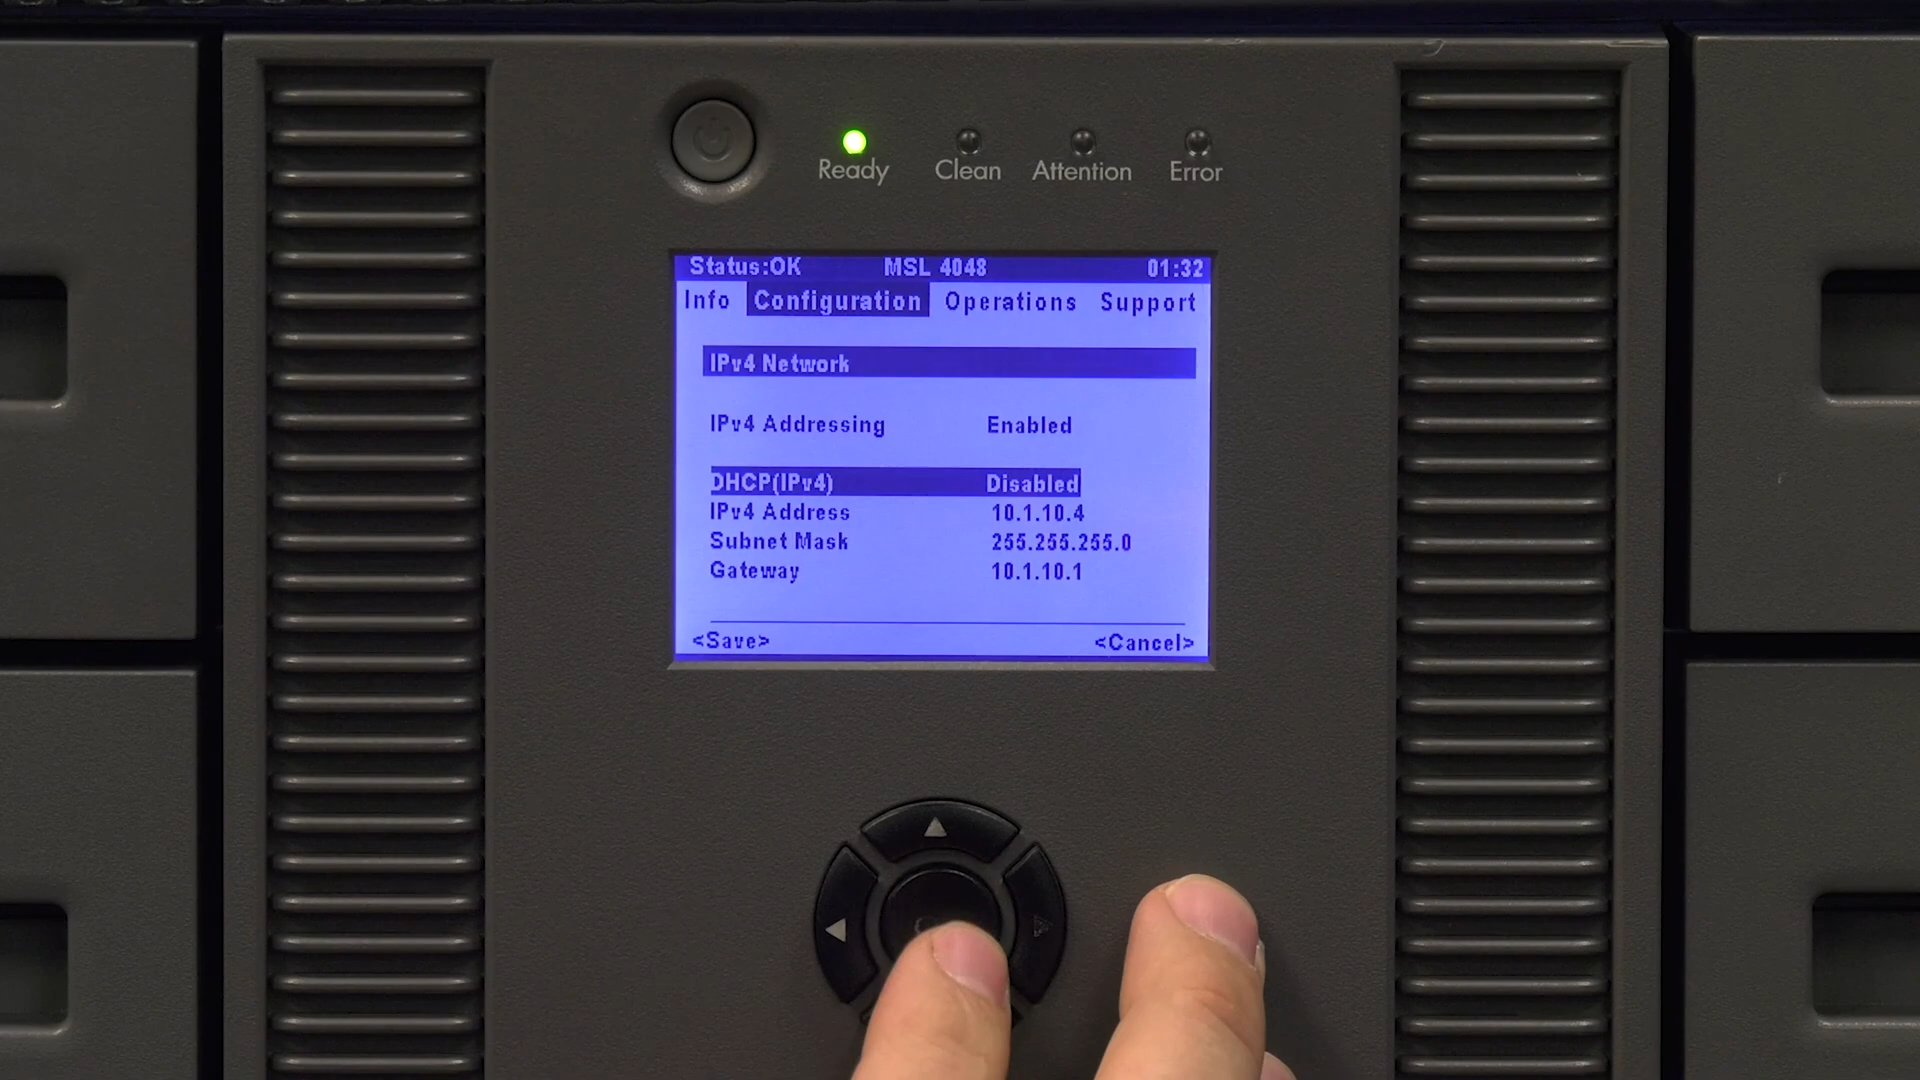 Ready Clean Attention Error
Status:OK MSL 4048 01:32
Info Configuration Operations Support
IPv4 Network
IPv4 Addressing Enabled
DHCP(IPv4) Disabled
IPv4 Address 10.1.10.4
Subnet Mask 255.255.255.0
Gateway 10.1.10.1
<Save> <Cancel>